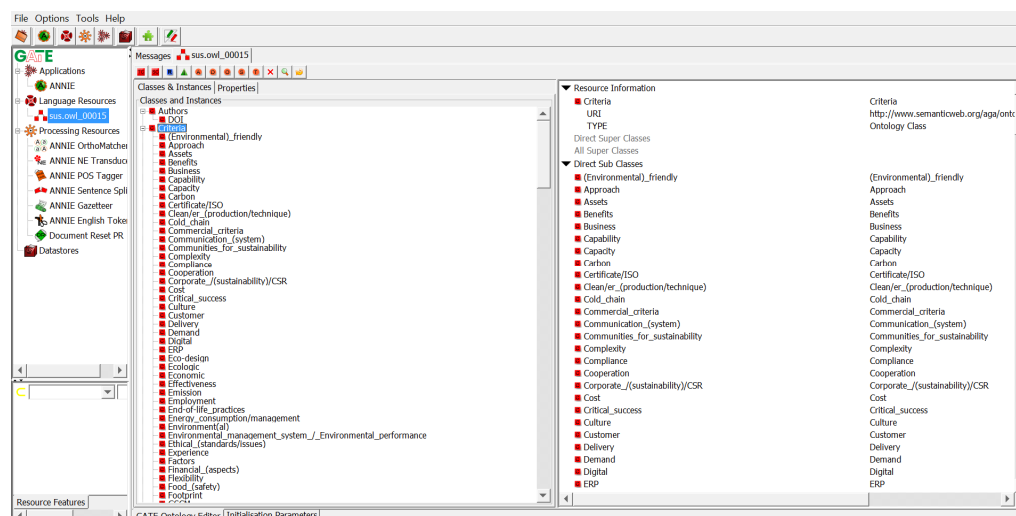 File Options Tools Help
GATE
Applications
ANNIE
Language Resources
sus.owl_00015
Processing Resources
ANNIE OrthoMatcher
ANNIE NE Transduc
ANNIE POS Tagger
ANNIE Sentence Spli
ANNIE Gazetteer
ANNIE English Token
Document Reset PR
Datastores
Resource Features
Messages sus.owl_00015
Classes & Instances Properties
Classes and Instances
Authors
DOI
Criteria
(Environmental)_friendly
Approach
Assets
Benefits
Business
Capability
Capacity
Carbon
Certificate/ISO
Clean/er_(production/technique)
Cold_chain
Commercial_criteria
Communication_(system)
Communities_for_sustainability
Complexity
Compliance
Cooperation
Corporate_/(sustainability)/CSR
Cost
Critical_success
Culture
Customer
Delivery
Demand
Digital
ERP
Eco-design
Ecologic
Economic
Effectiveness
Emission
Employment
End-of-life_practices
Energy_consumption/management
Environment(al)
Environmental_management_system_/_Environmental_performance
Ethical_(standards/issues)
Experience
Factors
Financial_(aspects)
Flexibility
Food_(safety)
Footprint
GSCM
GATE Ontology Editor Initialisation Parameters
Resource Information
Criteria Criteria
URI http://www.semanticweb.org/aga/onto
TYPE Ontology Class
Direct Super Classes
All Super Classes
Direct Sub Classes
(Environmental)_friendly (Environmental)_friendly
Approach Approach
Assets Assets
Benefits Benefits
Business Business
Capability Capability
Capacity Capacity
Carbon Carbon
Certificate/ISO Certificate/ISO
Clean/er_(production/technique) Clean/er_(production/technique)
Cold_chain Cold_chain
Commercial_criteria Commercial_criteria
Communication_(system) Communication_(system)
Communities_for_sustainability Communities_for_sustainability
Complexity Complexity
Compliance Compliance
Cooperation Cooperation
Corporate_/(sustainability)/CSR Corporate_/(sustainability)/CSR
Cost Cost
Critical_success Critical_success
Culture Culture
Customer Customer
Delivery Delivery
Demand Demand
Digital Digital
ERP ERP